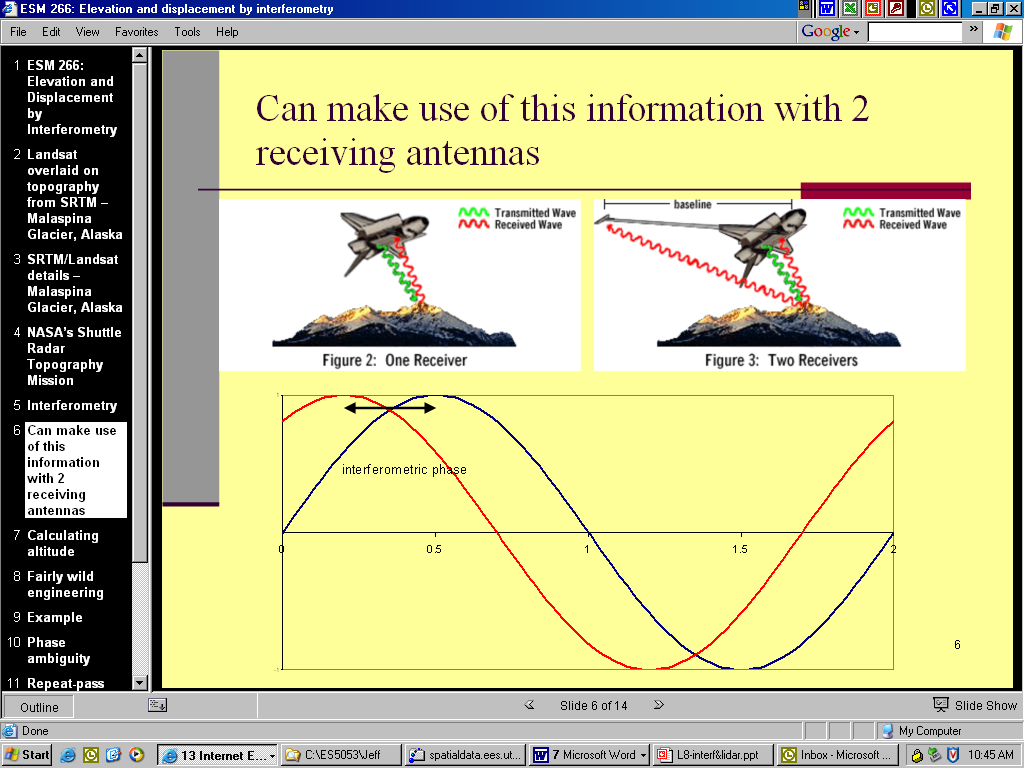 ESM 266: Elevation and displacement by interferometry
File Edit View Favorites Tools Help
Google
»
1 ESM 266:
Elevation and
Displacement
by
Interferometry
2 Landsat
overlaid on
topography
from SRTM –
Malaspina
Glacier, Alaska
3 SRTM/Landsat
details –
Malaspina
Glacier, Alaska
4 NASA's Shuttle
Radar
Topography
Mission
5 Interferometry
6 Can make use
of this
information
with 2
receiving
antennas
7 Calculating
altitude
8 Fairly wild
engineering
9 Example
10 Phase
ambiguity
11 Repeat-pass
Can make use of this information with 2
receiving antennas
Transmitted Wave
Received Wave
Figure 2: One Receiver
baseline
Transmitted Wave
Received Wave
Figure 3: Two Receivers
1
interferometric phase
0 0.5 1 1.5 2
-1
6
Outline
Slide 6 of 14
Slide Show
Done
My Computer
Start
13 Internet E...
C:\ES5053\Jeff
spatialdata.ees.ut...
7 Microsoft Word
L8-interf&lidar.ppt
Inbox - Microsoft ...
10:45 AM